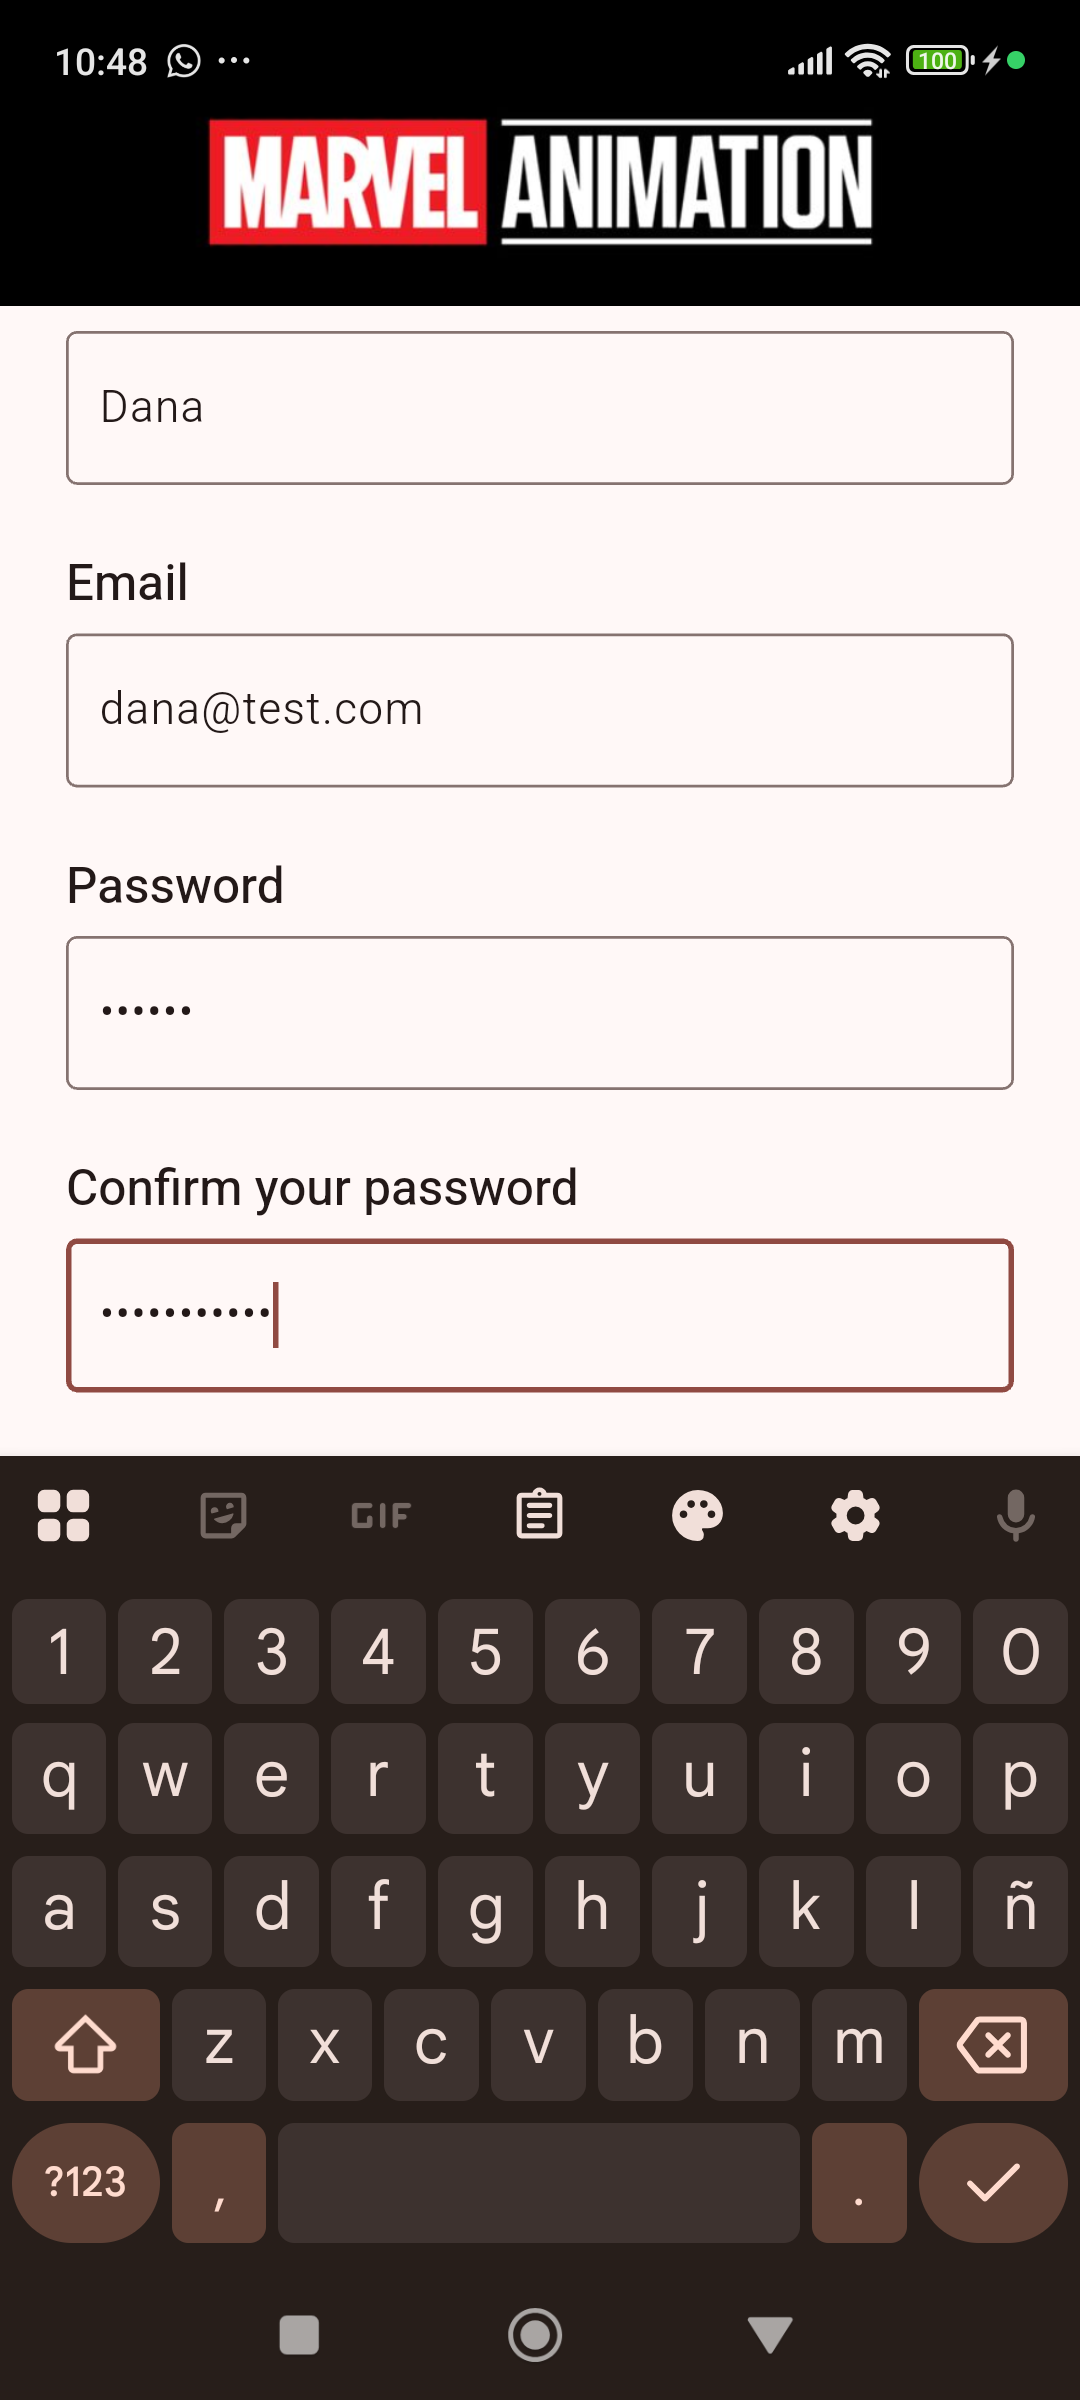 10:48 ... 100
MARVEL ANIMATION
Dana
Email
dana@test.com
Password
••••••
Confirm your password
•••••••••••
GIF
1 2 3 4 5 6 7 8 9 0
q w e r t y u i o p
a s d f g h j k l ñ
z x c v b n m
?123 , .